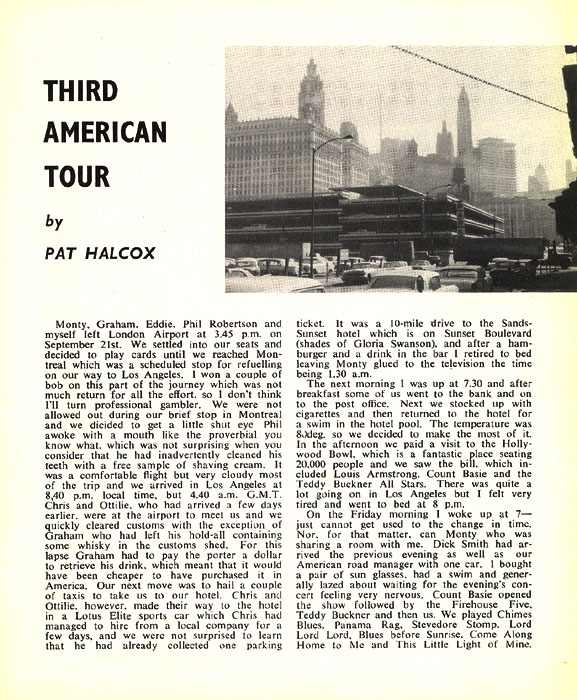 THIRD
AMERICAN
TOUR
by
PAT HALCOX
Monty, Graham, Eddie, Phil Robertson and
myself left London Airport at 3.45 p.m. on
September 21st. We settled into our seats and
decided to play cards until we reached Mon-
treal which was a scheduled stop for refuelling
on our way to Los Angeles. I won a couple of
bob on this part of the journey which was not
much return for all the effort, so I don't think
I'll turn professional gambler. We were not
allowed out during our brief stop in Montreal
and we dicided to get a little shut eye Phil
awoke with a mouth like the proverbial you
know what, which was not surprising when you
consider that he had inadvertently cleaned his
teeth with a free sample of shaving cream. It
was a comfortable flight but very cloudy most
of the trip and we arrived in Los Angeles at
8,40 p.m. local time, but 4,40 a.m. G.M.T.
Chris and Ottilie, who had arrived a few days
earlier, were at the airport to meet us and we
quickly cleared customs with the exception of
Graham who had left his hold-all containing
some whisky in the customs shed. For this
lapse Graham had to pay the porter a dollar
to retrieve his drink, which meant that it would
have been cheaper to have purchased it in
America. Our next move was to hail a couple
of taxis to take us to our hotel. Chris and
Ottilie, however, made their way to the hotel
in a Lotus Elite sports car which Chris had
managed to hire from a local company for a
few days, and we were not surprised to learn
that he had already collected one parking
ticket. It was a 10-mile drive to the Sands-
Sunset hotel which is on Sunset Boulevard
(shades of Gloria Swanson), and after a ham-
burger and a drink in the bar I retired to bed
leaving Monty glued to the television the time
being 1.30 a.m.
The next morning I was up at 7.30 and after
breakfast some of us went to the bank and on
to the post office. Next we stocked up with
cigarettes and then returned to the hotel for
a swim in the hotel pool. The temperature was
so we decided to make the most of it.
In the afternoon we paid a visit to the Holly-
wood Bowl, which is a fantastic place seating
20,000 people and we saw the bill, which in-
cluded Louis Armstrong, Count Basie and the
Teddy Buckner All Stars. There was quite a
lot going on in Los Angeles but I felt very
tired and went to bed at 8 p.m.
On the Friday morning I woke up at 7—
just cannot get used to the change in time.
Nor, for that matter, can Monty who was
sharing a room with me. Dick Smith had ar-
rived the previous evening as well as our
American road manager with one car. I bought
a pair of sun glasses, had a swim and gener-
ally lazed about waiting for the evening's con-
cert feeling very nervous. Count Basie opened
the show followed by the Firehouse Five,
Teddy Buckner and then us. We played Chimes
Blues, Panama Rag, Stevedore Stomp, Lord
Lord Lord, Blues before Sunrise, Come Along
Home to Me and This Little Light of Mine.